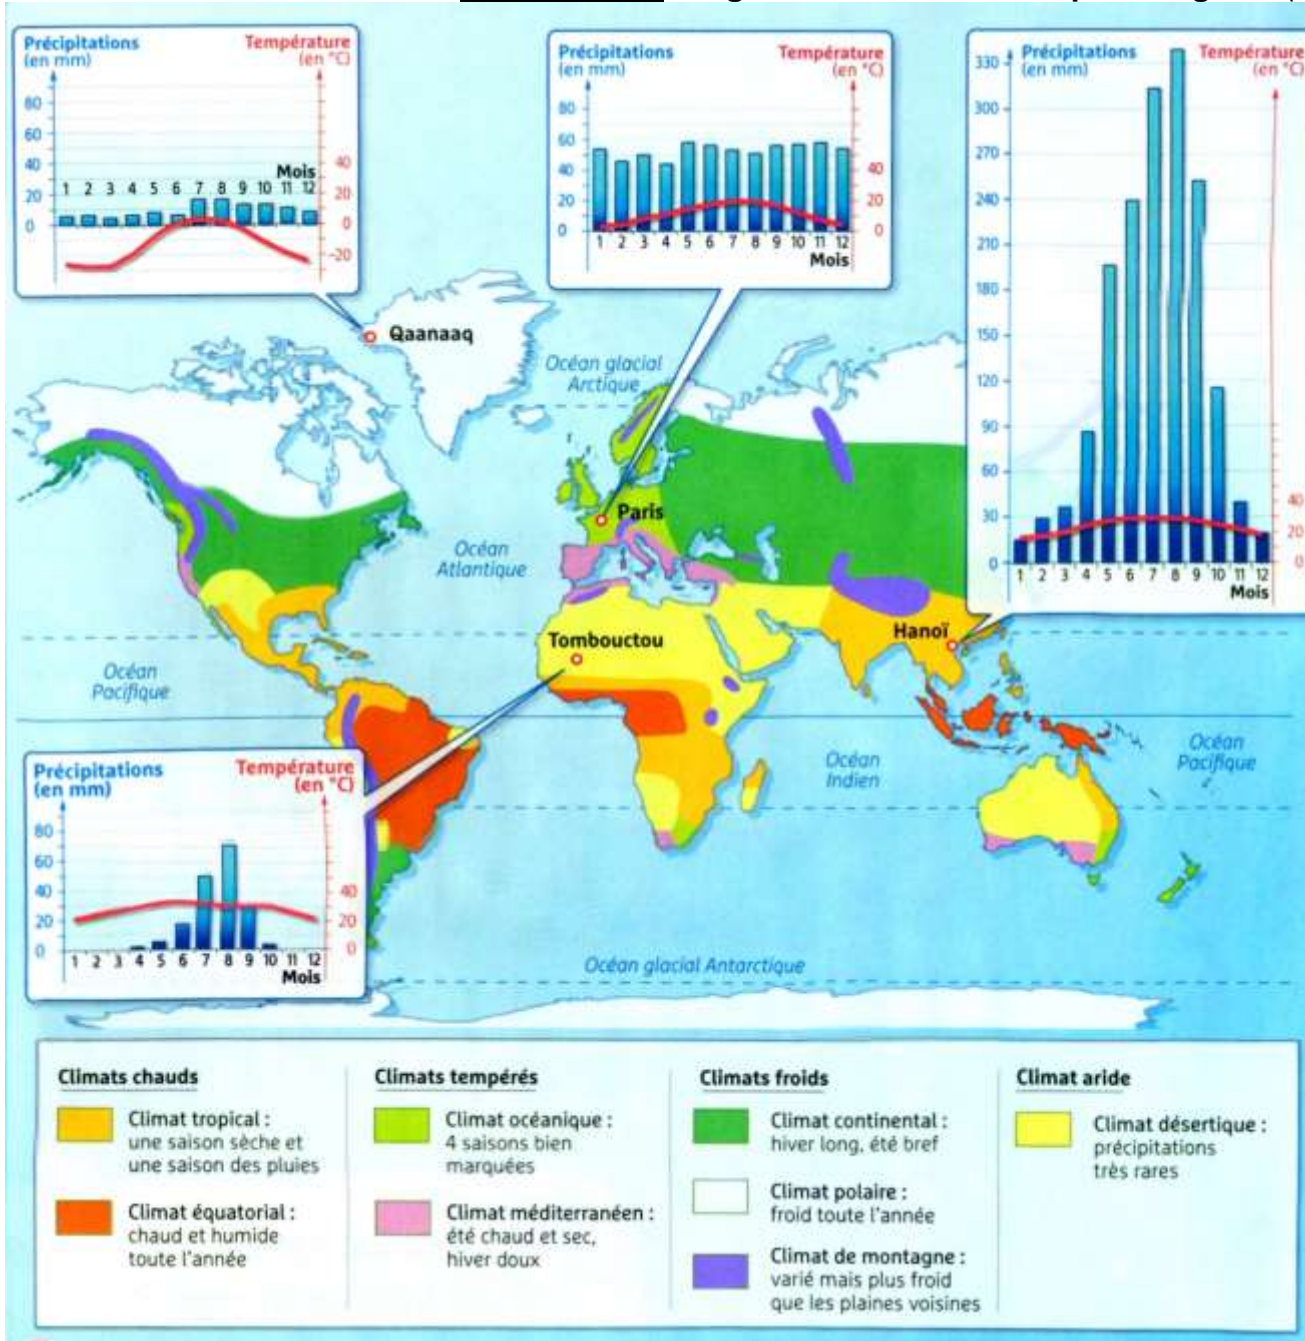 Précipitations
(en mm)
Température
(en °C)
80
60
40
20
0
Mois
1 2 3 4 5 6 7 8 9 10 11 12
40
20
0
-20
Précipitations
(en mm)
Température
(en °C)
80
60
40
20
0
40
20
0
1 2 3 4 5 6 7 8 9 10 11 12
Mois
Précipitations
(en mm)
Température
(en °C)
330
300
270
240
210
180
150
120
90
60
30
0
40
20
0
1 2 3 4 5 6 7 8 9 10 11 12
Mois
Qaanaaq
Océan glacial
Arctique
Paris
Océan
Atlantique
Tombouctou
Hanoï
Océan
Pacifique
Océan
Indien
Océan
Pacifique
Précipitations
(en mm)
Température
(en °C)
80
60
40
20
0
40
20
0
1 2 3 4 5 6 7 8 9 10 11 12
Mois
Océan glacial Antarctique
Climats chauds
Climat tropical :
une saison sèche et
une saison des pluies
Climat équatorial :
chaud et humide
toute l'année
Climats tempérés
Climat océanique :
4 saisons bien
marquées
Climat méditerranéen :
été chaud et sec,
hiver doux
Climats froids
Climat continental :
hiver long, été bref
Climat polaire :
froid toute l'année
Climat de montagne :
varié mais plus froid
que les plaines voisines
Climat aride
Climat désertique :
précipitations
très rares